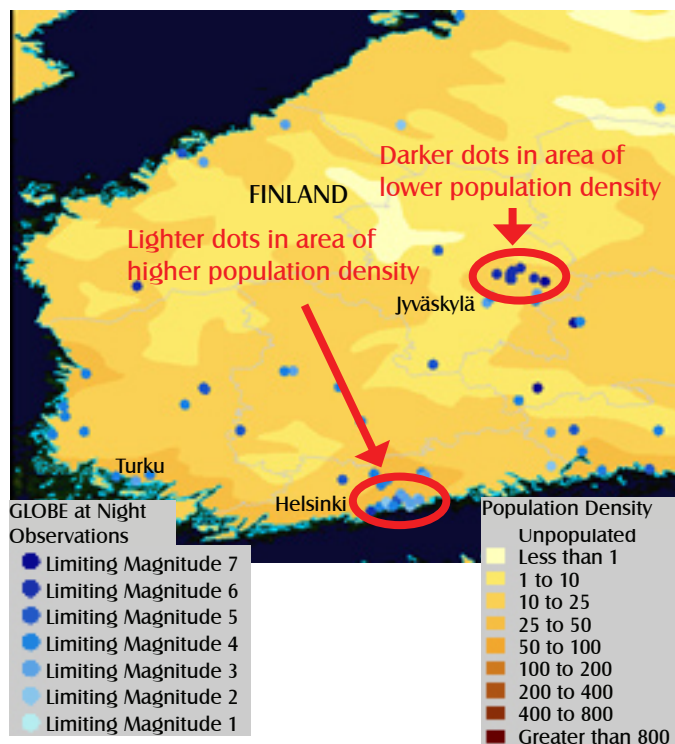 Darker dots in area of
lower population density
FINLAND
Lighter dots in area of
higher population density
Jyväskylä
Turku
Helsinki
GLOBE at Night
Observations
Limiting Magnitude 7
Limiting Magnitude 6
Limiting Magnitude 5
Limiting Magnitude 4
Limiting Magnitude 3
Limiting Magnitude 2
Limiting Magnitude 1
Population Density
Unpopulated
Less than 1
1 to 10
10 to 25
25 to 50
50 to 100
100 to 200
200 to 400
400 to 800
Greater than 800